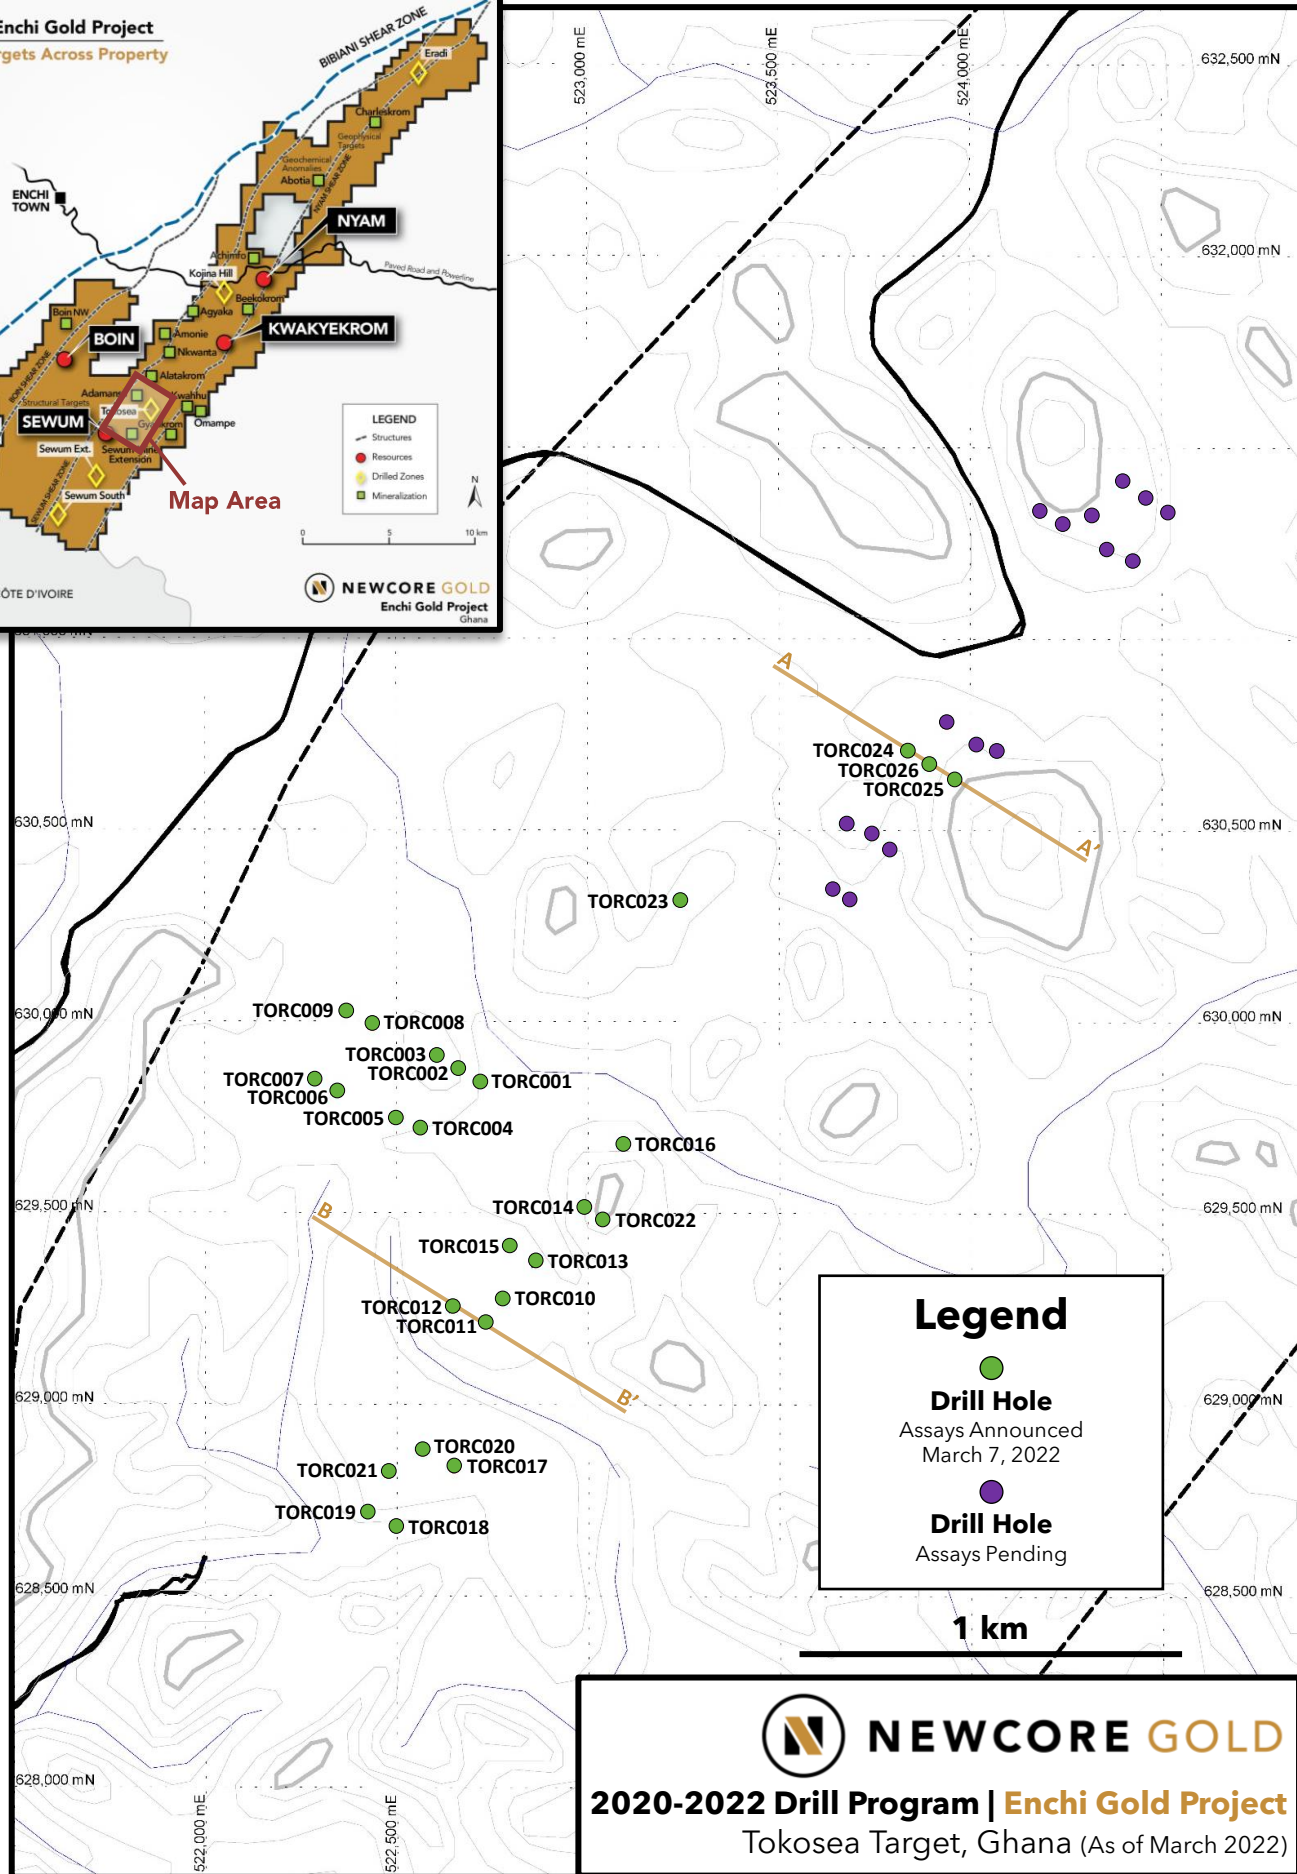 Enchi Gold Project
rgets Across Property
BIBIANI SHEAR ZONE
Eradi
Charleskrom
Geophysical
Targets
Geochemical
Anomalies
Abotia
NYAM SHEAR ZONE
ENCHI
TOWN
NYAM
Achimfo
Paved Road and Powerline
Kojina Hill
Beekokrom
Agyaka
Boin NW
KWAKYEKROM
BOIN
Amonie
Nkwanta
BOIN SHEAR ZONE
Alatakrom
Structural Targets
SEWUM
Omampe
Sewum Ext.
Extension
SEWUM SHEAR ZONE
Sewum South
Map Area
LEGEND
Structures
Resources
Drilled Zones
Mineralization
N
0 5 10 km
NEWCORE GOLD
Enchi Gold Project
Ghana
ÔTE D'IVOIRE
523,000 mE
523,500 mE
524,000 mE
632,500 mN
632,000 mN
A
TORC024
TORC026
TORC025
A'
630,500 mN
630,500 mN
TORC023
TORC009
TORC008
630,000 mN
630,000 mN
TORC003
TORC002
TORC001
TORC007
TORC006
TORC005
TORC004
TORC016
629,500 mN
629,500 mN
TORC014
TORC022
B
TORC015
TORC013
TORC010
TORC012
TORC011
B'
629,000 mN
629,000 mN
TORC020
TORC017
TORC021
TORC019
TORC018
628,500 mN
628,500 mN
628,000 mN
522,000 mE
522,500 mE
Legend
Drill Hole
Assays Announced
March 7, 2022
Drill Hole
Assays Pending
1 km
NEWCORE GOLD
2020-2022 Drill Program | Enchi Gold Project
Tokosea Target, Ghana (As of March 2022)